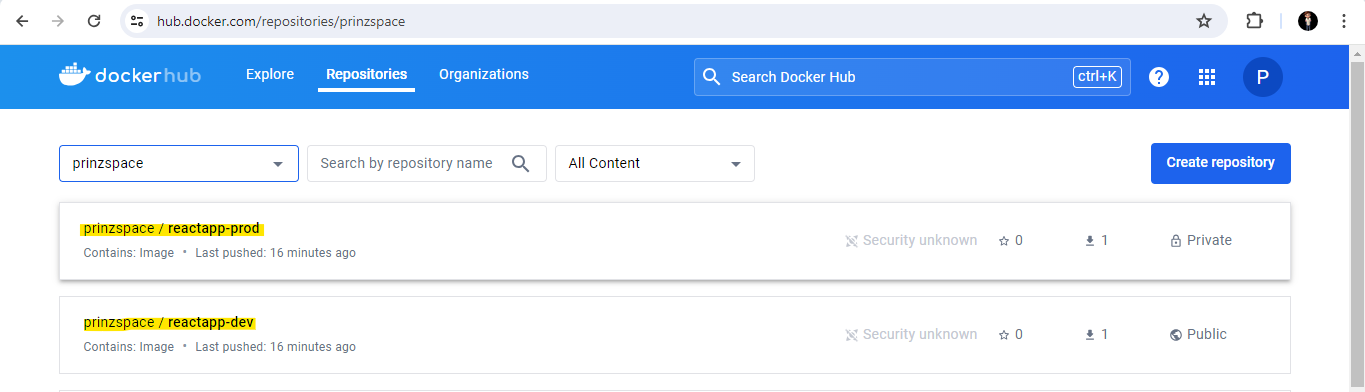 hub.docker.com/repositories/prinzspace
dockerhub Explore Repositories Organizations Search Docker Hub ctrl+K ? P
prinzspace Search by repository name All Content Create repository
prinzspace / reactapp-prod
Contains: Image • Last pushed: 16 minutes ago Security unknown 0 1 Private
prinzspace / reactapp-dev
Contains: Image • Last pushed: 16 minutes ago Security unknown 0 1 Public